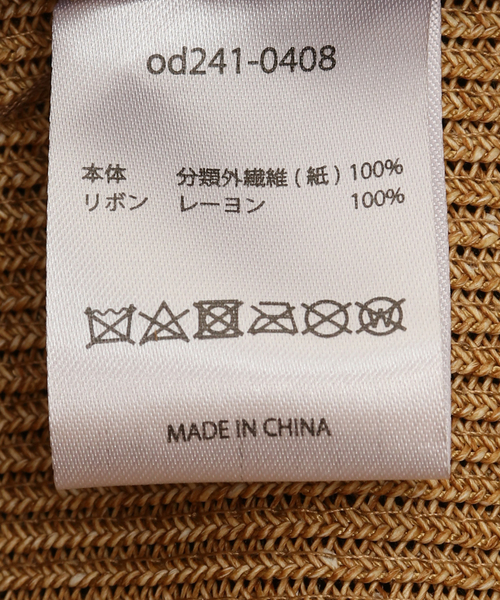 od241-0408
本体 分類外繊維(紙)100%
リボン レーヨン 100%
W
MADE IN CHINA